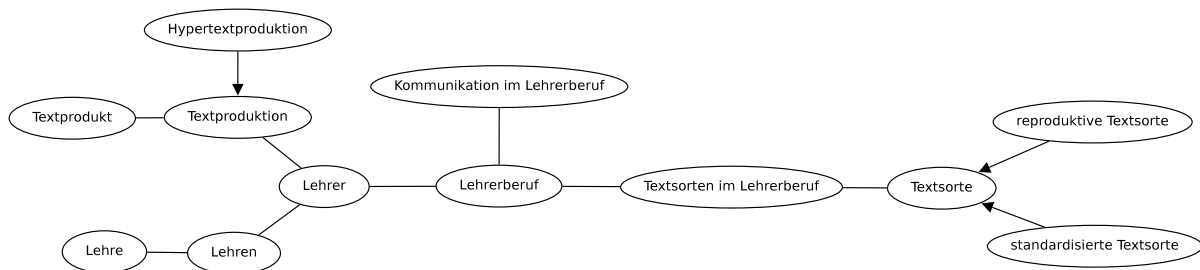 Hypertextproduktion
Kommunikation im Lehrerberuf
Textprodukt
Textproduktion
reproduktive Textsorte
Lehrer
Lehrerberuf
Textsorten im Lehrerberuf
Textsorte
Lehre
Lehren
standardisierte Textsorte